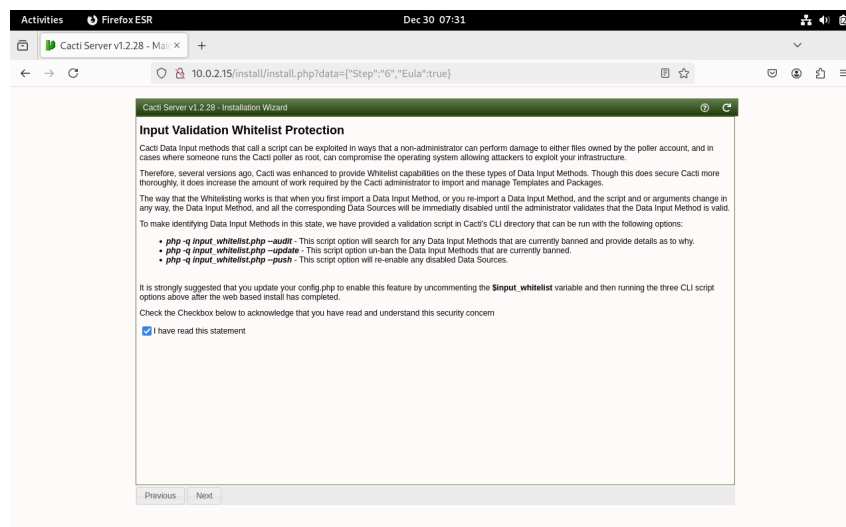 Activities Firefox ESR Dec 30 07:31
Cacti Server v1.2.28 - Mair
10.0.2.15/install/install.php?data={"Step":"6","Eula":true}
Cacti Server v1.2.28 - Installation Wizard
Input Validation Whitelist Protection
Cacti Data Input methods that call a script can be exploited in ways that a non-administrator can perform damage to either files owned by the poller account, and in
cases where someone runs the Cacti poller as root, can compromise the operating system allowing attackers to exploit your infrastructure.
Therefore, several versions ago, Cacti was enhanced to provide Whitelist capabilities on the these types of Data Input Methods. Though this does secure Cacti more
thoroughly, it does increase the amount of work required by the Cacti administrator to import and manage Templates and Packages.
The way that the Whitelisting works is that when you first import a Data Input Method, or you re-import a Data Input Method, and the script and or arguments change in
any way, the Data Input Method, and all the corresponding Data Sources will be immediatly disabled until the administrator validates that the Data Input Method is valid.
To make identifying Data Input Methods in this state, we have provided a validation script in Cacti's CLI directory that can be run with the following options:
• php -q input_whitelist.php --audit - This script option will search for any Data Input Methods that are currently banned and provide details as to why.
• php -q input_whitelist.php --update - This script option un-ban the Data Input Methods that are currently banned.
• php -q input_whitelist.php --push - This script option will re-enable any disabled Data Sources.
It is strongly suggested that you update your config.php to enable this feature by uncommenting the $input_whitelist variable and then running the three CLI script
options above after the web based install has completed.
Check the Checkbox below to acknowledge that you have read and understand this security concern
I have read this statement
Previous Next